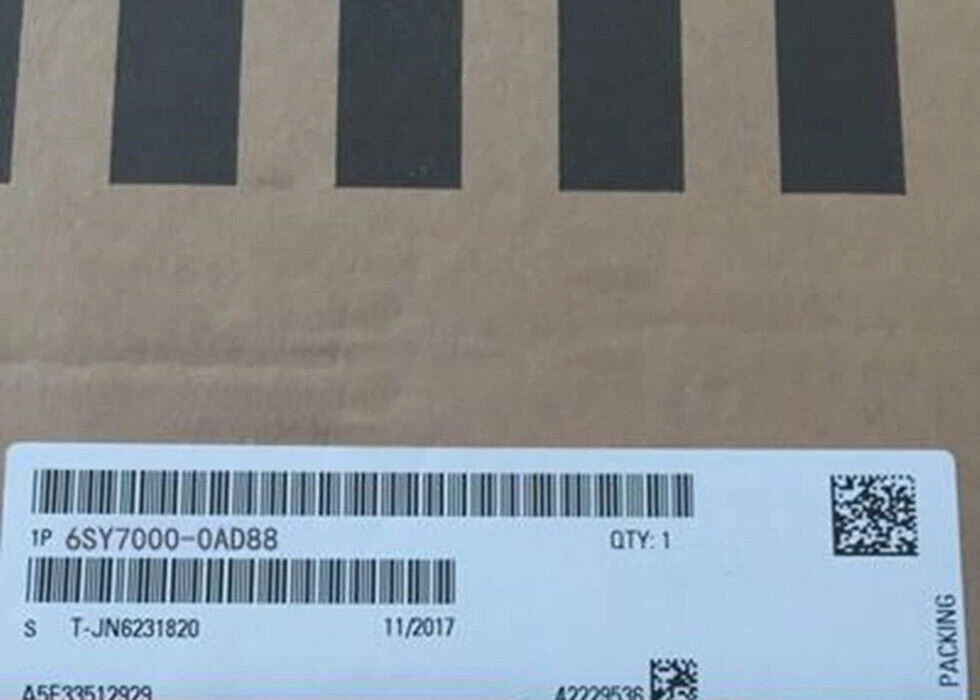 1P 6SY7000-0AD88 QTY: 1
S T-JN6231820 11/2017
A5E33512929 42229536
PACKING